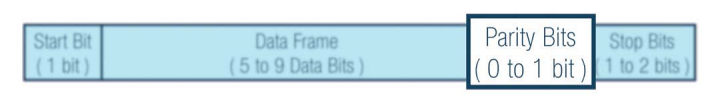 Start Bit
( 1 bit )
Data Frame
( 5 to 9 Data Bits )
Parity Bits
( 0 to 1 bit )
Stop Bits
( 1 to 2 bits )